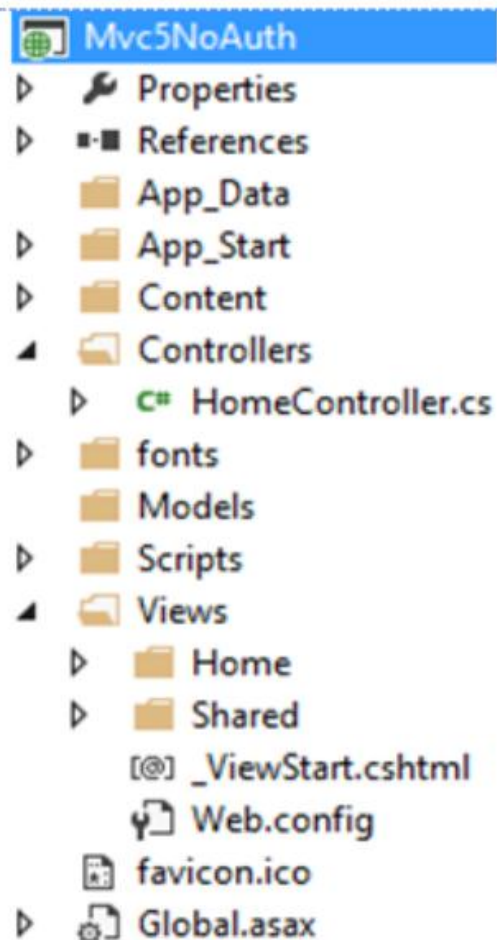 Mvc5NoAuth
Properties
References
App_Data
App_Start
Content
Controllers
C# HomeController.cs
fonts
Models
Scripts
Views
Home
Shared
[@] _ViewStart.cshtml
Web.config
favicon.ico
Global.asax